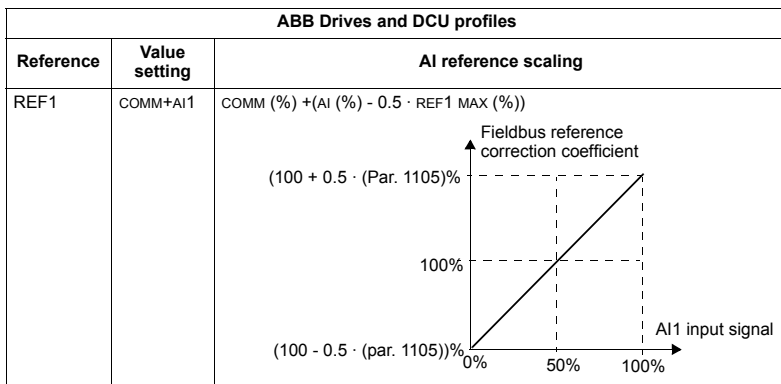 ABB Drives and DCU profiles
Reference Value setting AI reference scaling
REF1 COMM+AI1 COMM (%) +(AI (%) - 0.5 · REF1 MAX (%))
Fieldbus reference
correction coefficient
(100 + 0.5 · (Par. 1105)%
100%
AI1 input signal
(100 - 0.5 · (par. 1105))%
0% 50% 100%